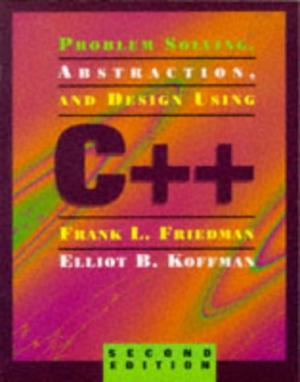 PROBLEM SOLVING,
ABSTRACTION,
AND DESIGN USING
C++
FRANK L. FRIEDMAN
ELLIOT B. KOFFMAN
SECOND
EDITION